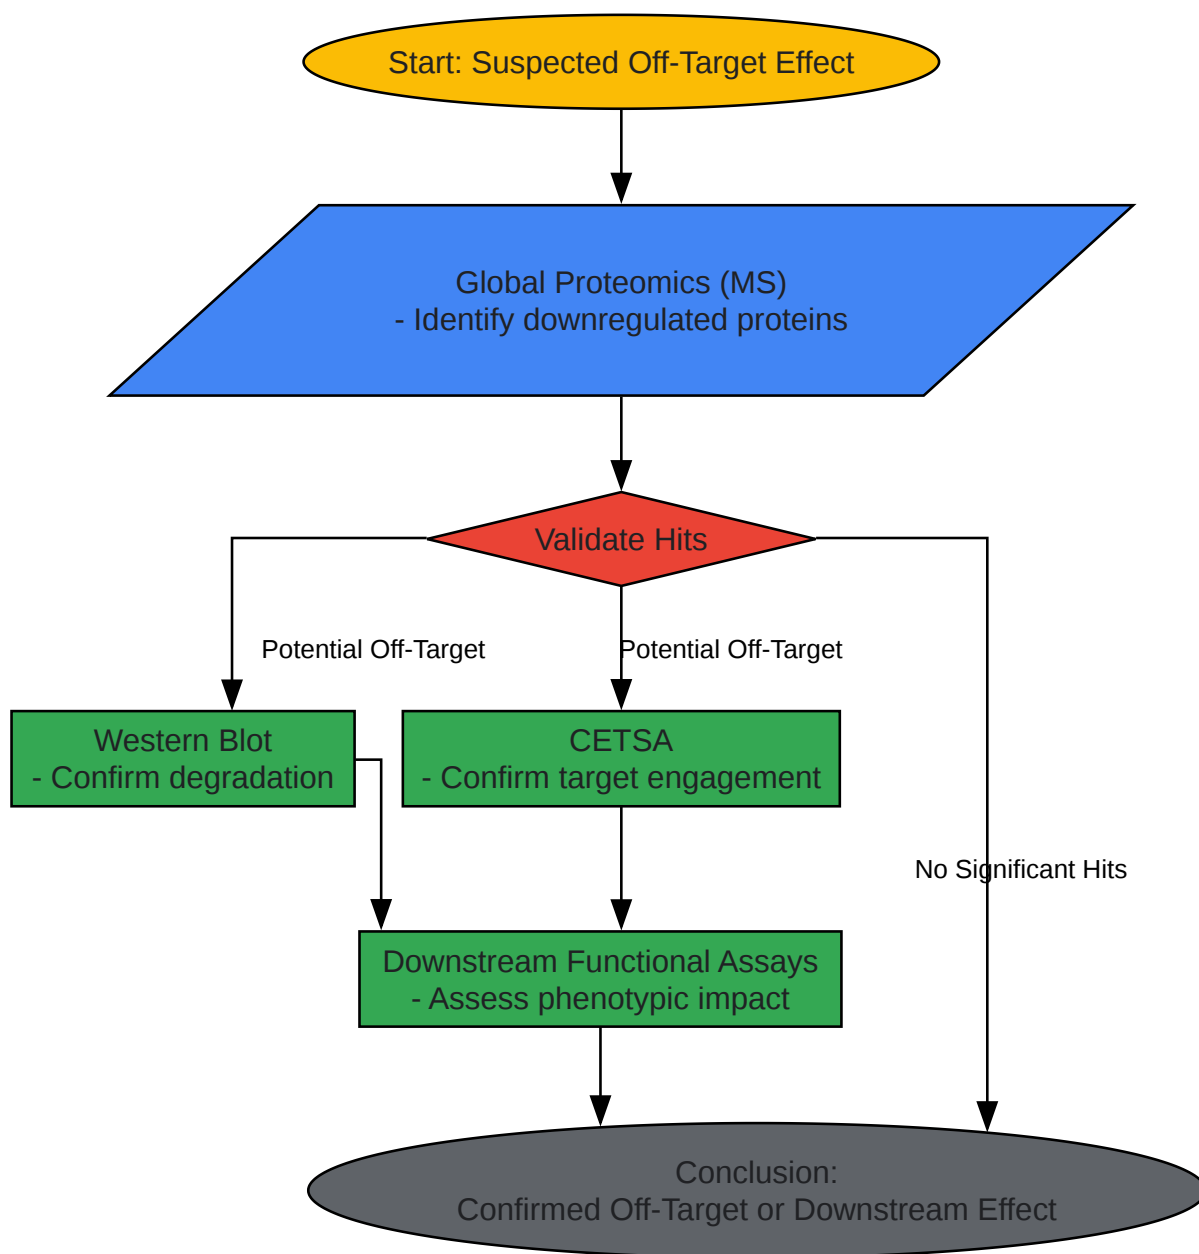 Start: Suspected Off-Target Effect
Global Proteomics (MS)
- Identify downregulated proteins
Validate Hits
Potential Off-Target
Potential Off-Target
Western Blot
- Confirm degradation
CETSA
- Confirm target engagement
No Significant Hits
Downstream Functional Assays
- Assess phenotypic impact
Conclusion:
Confirmed Off-Target or Downstream Effect